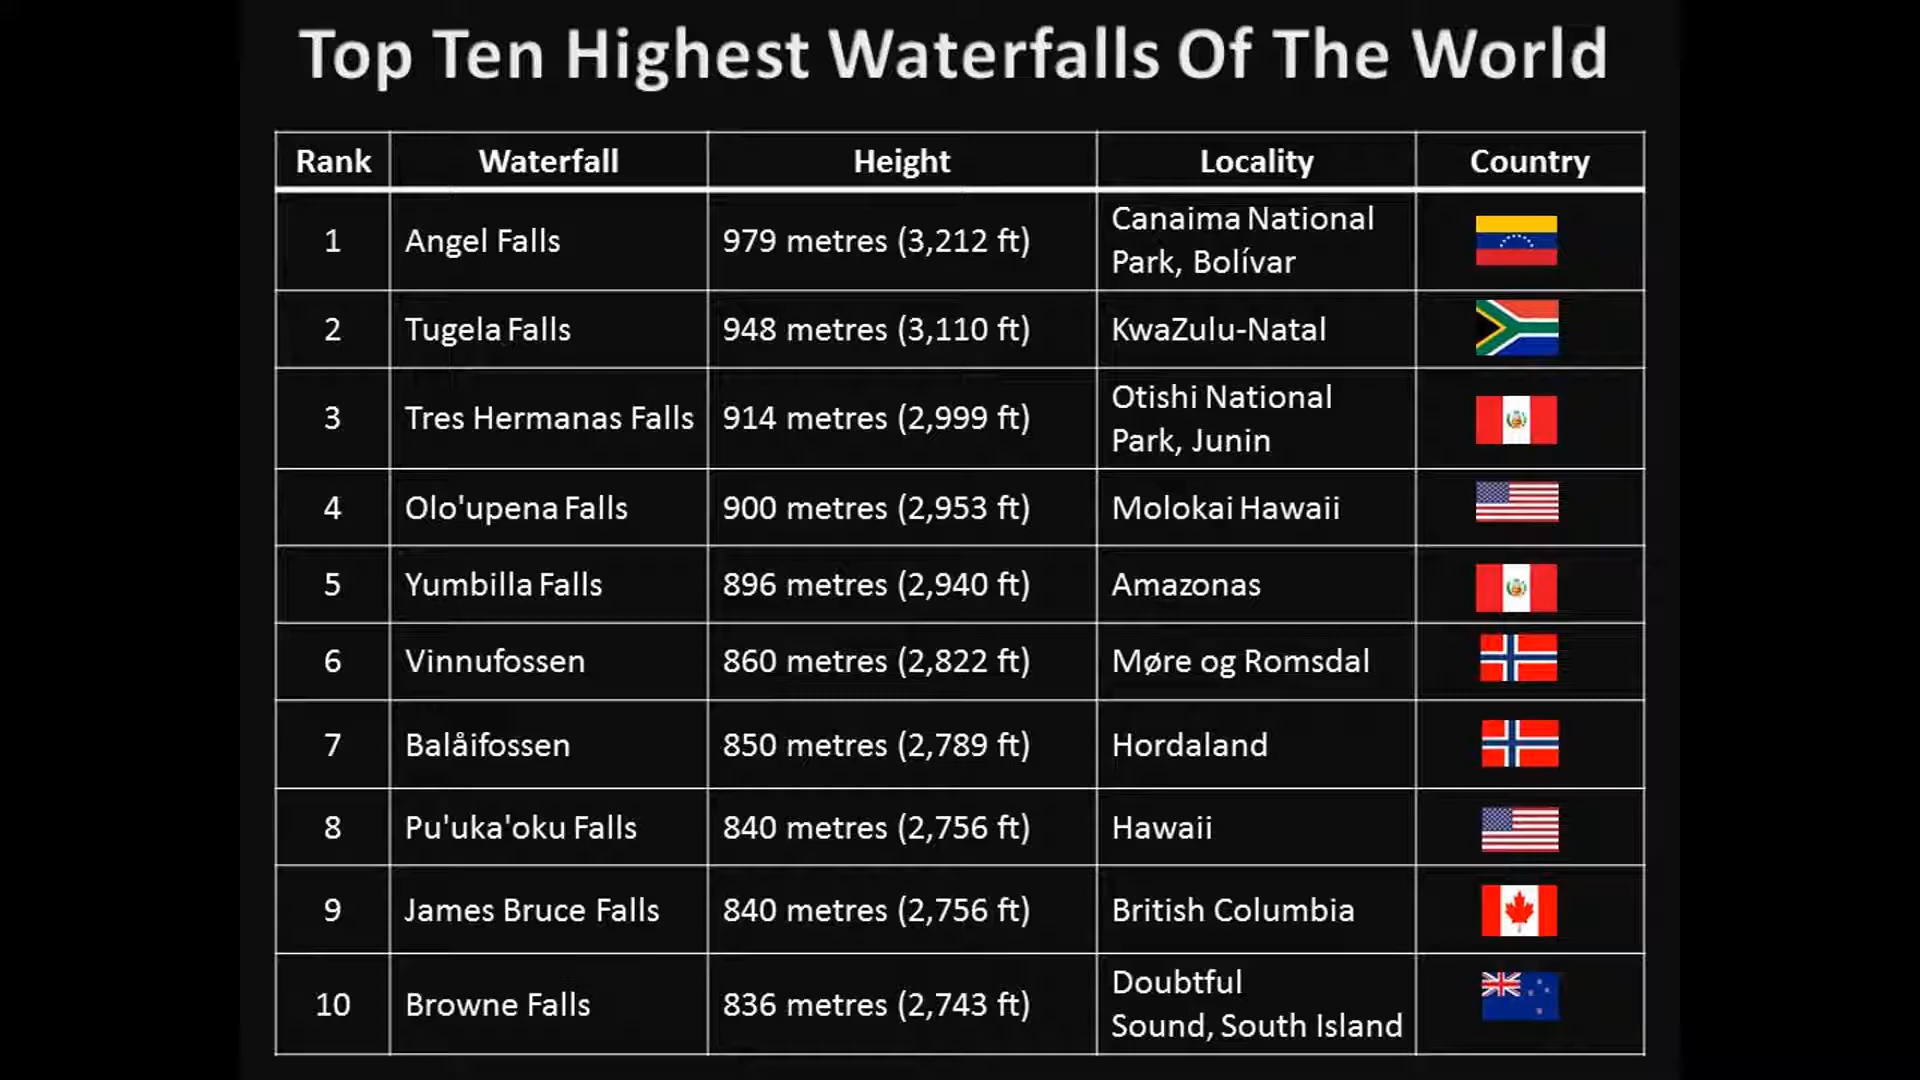 Top Ten Highest Waterfalls Of The World
Rank Waterfall Height Locality Country
1 Angel Falls 979 metres (3,212 ft) Canaima National
Park, Bolívar
2 Tugela Falls 948 metres (3,110 ft) KwaZulu-Natal
3 Tres Hermanas Falls 914 metres (2,999 ft) Otishi National
Park, Junin
4 Olo'upena Falls 900 metres (2,953 ft) Molokai Hawaii
5 Yumbilla Falls 896 metres (2,940 ft) Amazonas
6 Vinnufossen 860 metres (2,822 ft) Møre og Romsdal
7 Balåifossen 850 metres (2,789 ft) Hordaland
8 Pu'uka'oku Falls 840 metres (2,756 ft) Hawaii
9 James Bruce Falls 840 metres (2,756 ft) British Columbia
10 Browne Falls 836 metres (2,743 ft) Doubtful
Sound, South Island